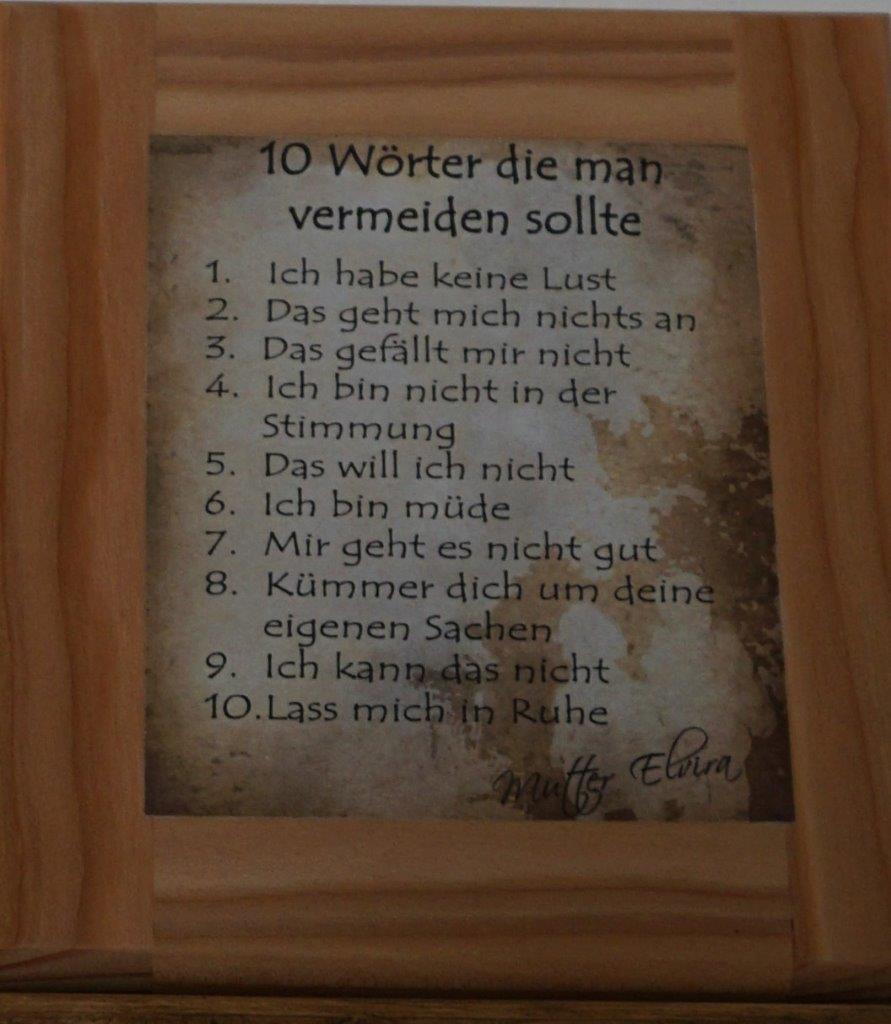 10 Wörter die man
vermeiden sollte
1. Ich habe keine Lust
2. Das geht mich nichts an
3. Das gefällt mir nicht
4. Ich bin nicht in der
Stimmung
5. Das will ich nicht
6. Ich bin müde
7. Mir geht es nicht gut
8. Kümmer dich um deine
eigenen Sachen
9. Ich kann das nicht
10. Lass mich in Ruhe
Mutter Elvira